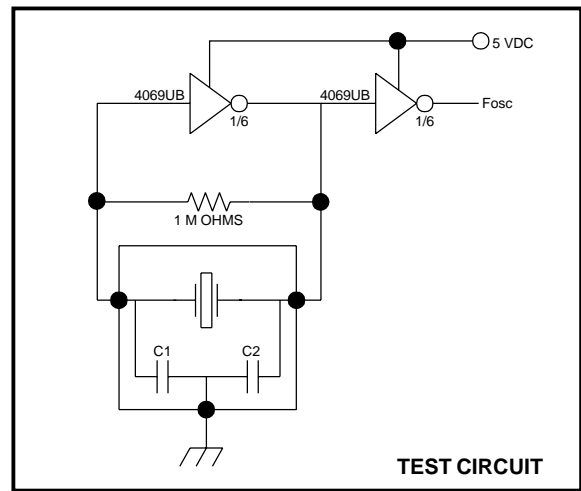 5 VDC
4069UB
4069UB
Fosc
1/6
1/6
1 M OHMS
C1
C2
TEST CIRCUIT